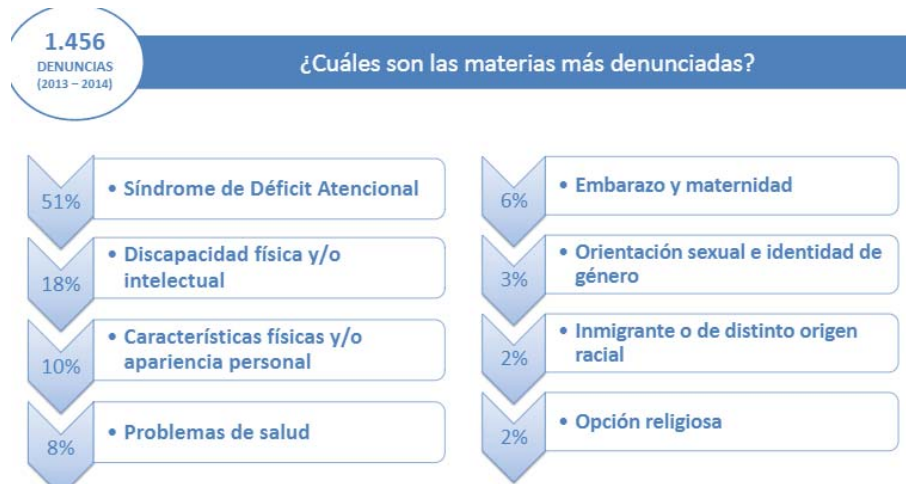 1.456
DENUNCIAS
(2013 – 2014)
¿Cuáles son las materias más denunciadas?
51%
• Síndrome de Déficit Atencional
18%
• Discapacidad física y/o
intelectual
10%
• Características físicas y/o
apariencia personal
8%
• Problemas de salud
6%
• Embarazo y maternidad
3%
• Orientación sexual e identidad de
género
2%
• Inmigrante o de distinto origen
racial
2%
• Opción religiosa